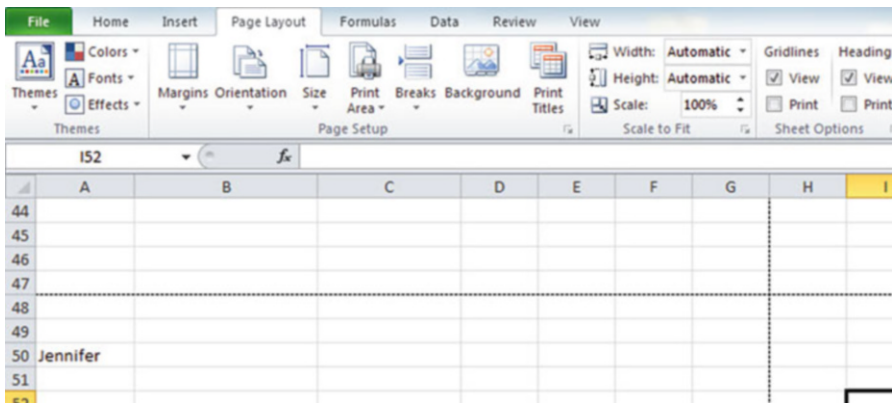 File Home Insert Page Layout Formulas Data Review View
Colors Width: Automatic Gridlines Heading
Aa A Fonts Height: Automatic View View
Themes Effects Margins Orientation Size Print Area Breaks Background Print Titles Scale: 100% Print Print
Themes Page Setup Scale to Fit Sheet Options
I52 fx
A B C D E F G H I
44
45
46
47
48
49
50 Jennifer
51
52